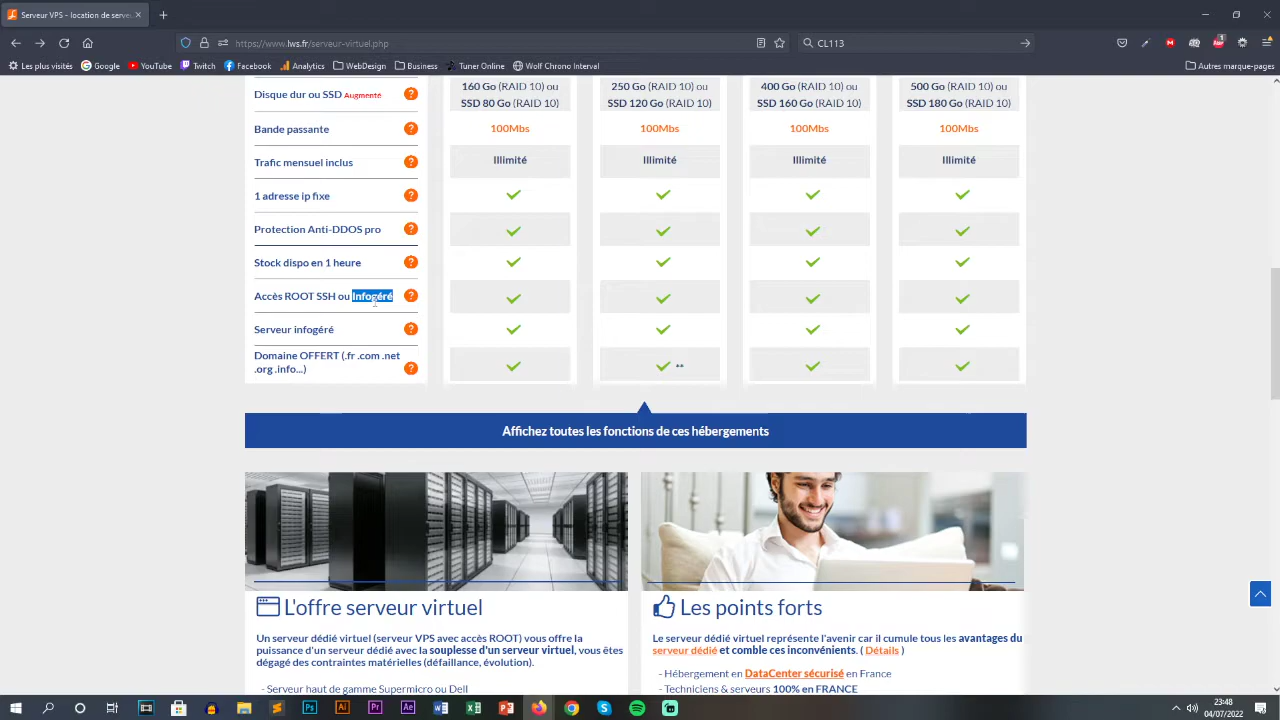 Serveur VPS - location de serve
https://www.lws.fr/serveur-virtuel.php
CL113
Les plus visités
Google
YouTube
Twitch
Facebook
Analytics
WebDesign
Business
Tuner Online
Wolf Chrono Interval
Autres marque-pages
Disque dur ou SSD Augmenté ?
160 Go (RAID 10) ou
SSD 80 Go (RAID 10)
250 Go (RAID 10) ou
SSD 120 Go (RAID 10)
400 Go (RAID 10) ou
SSD 160 Go (RAID 10)
500 Go (RAID 10) ou
SSD 180 Go (RAID 10)
Bande passante ? 100Mbs 100Mbs 100Mbs 100Mbs
Trafic mensuel inclus ? Illimité Illimité Illimité Illimité
1 adresse ip fixe ?
Protection Anti-DDOS pro ?
Stock dispo en 1 heure ?
Accès ROOT SSH ou Infogéré ?
Serveur infogéré ?
Domaine OFFERT (.fr .com .net
.org .info...) ? **
Affichez toutes les fonctions de ces hébergements
L'offre serveur virtuel
Un serveur dédié virtuel (serveur VPS avec accès ROOT) vous offre la
puissance d'un serveur dédié avec la souplesse d'un serveur virtuel, vous êtes
dégagé des contraintes matérielles (défaillance, évolution).
- Serveur haut de gamme Supermicro ou Dell
Les points forts
Le serveur dédié virtuel représente l'avenir car il cumule tous les avantages du
serveur dédié et comble ces inconvénients. ( Détails )
- Hébergement en DataCenter sécurisé en France
- Techniciens & serveurs 100% en FRANCE
23:48
04/07/2022